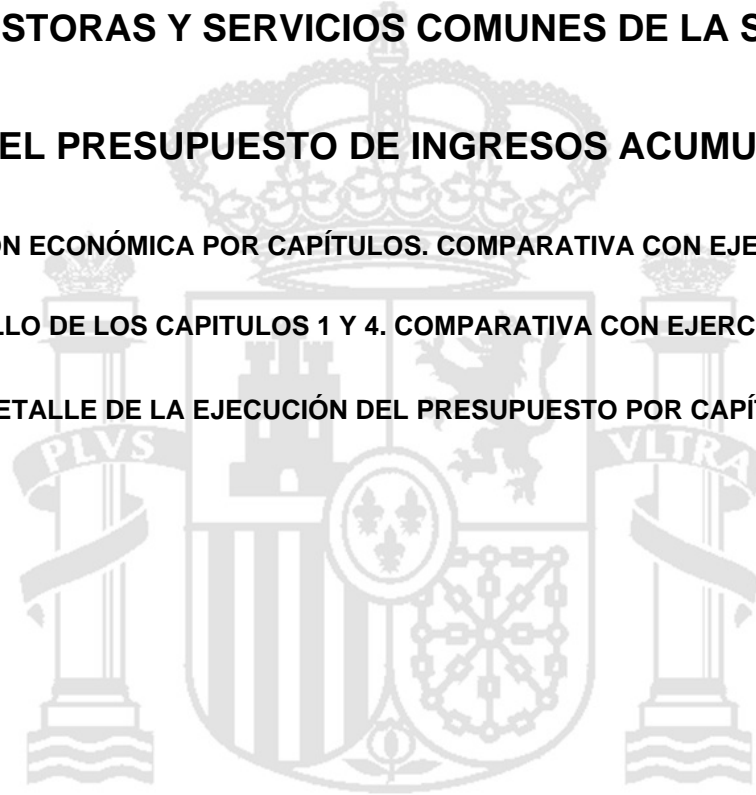 STORAS Y SERVICIOS COMUNES DE LA S
EL PRESUPUESTO DE INGRESOS ACUMU
ÓN ECONÓMICA POR CAPÍTULOS. COMPARATIVA CON EJE
LLO DE LOS CAPITULOS 1 Y 4. COMPARATIVA CON EJERC
ETALLE DE LA EJECUCIÓN DEL PRESUPUESTO POR CAPÍ
PLVS VLTRA